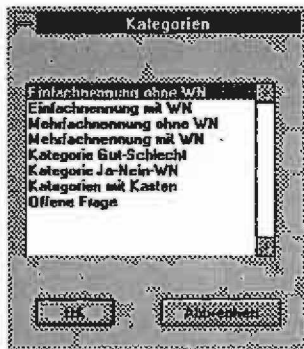 Kategorien
Einfachnennung ohne WN
Einfachnennung mit WN
Mehrfachnennung ohne WN
Mehrfachnennung mit WN
Kategorie Gut-Schlecht
Kategorie Ja-Nein-WN
Kategorien mit Kasten
Offene Frage
OK
Abbrechen